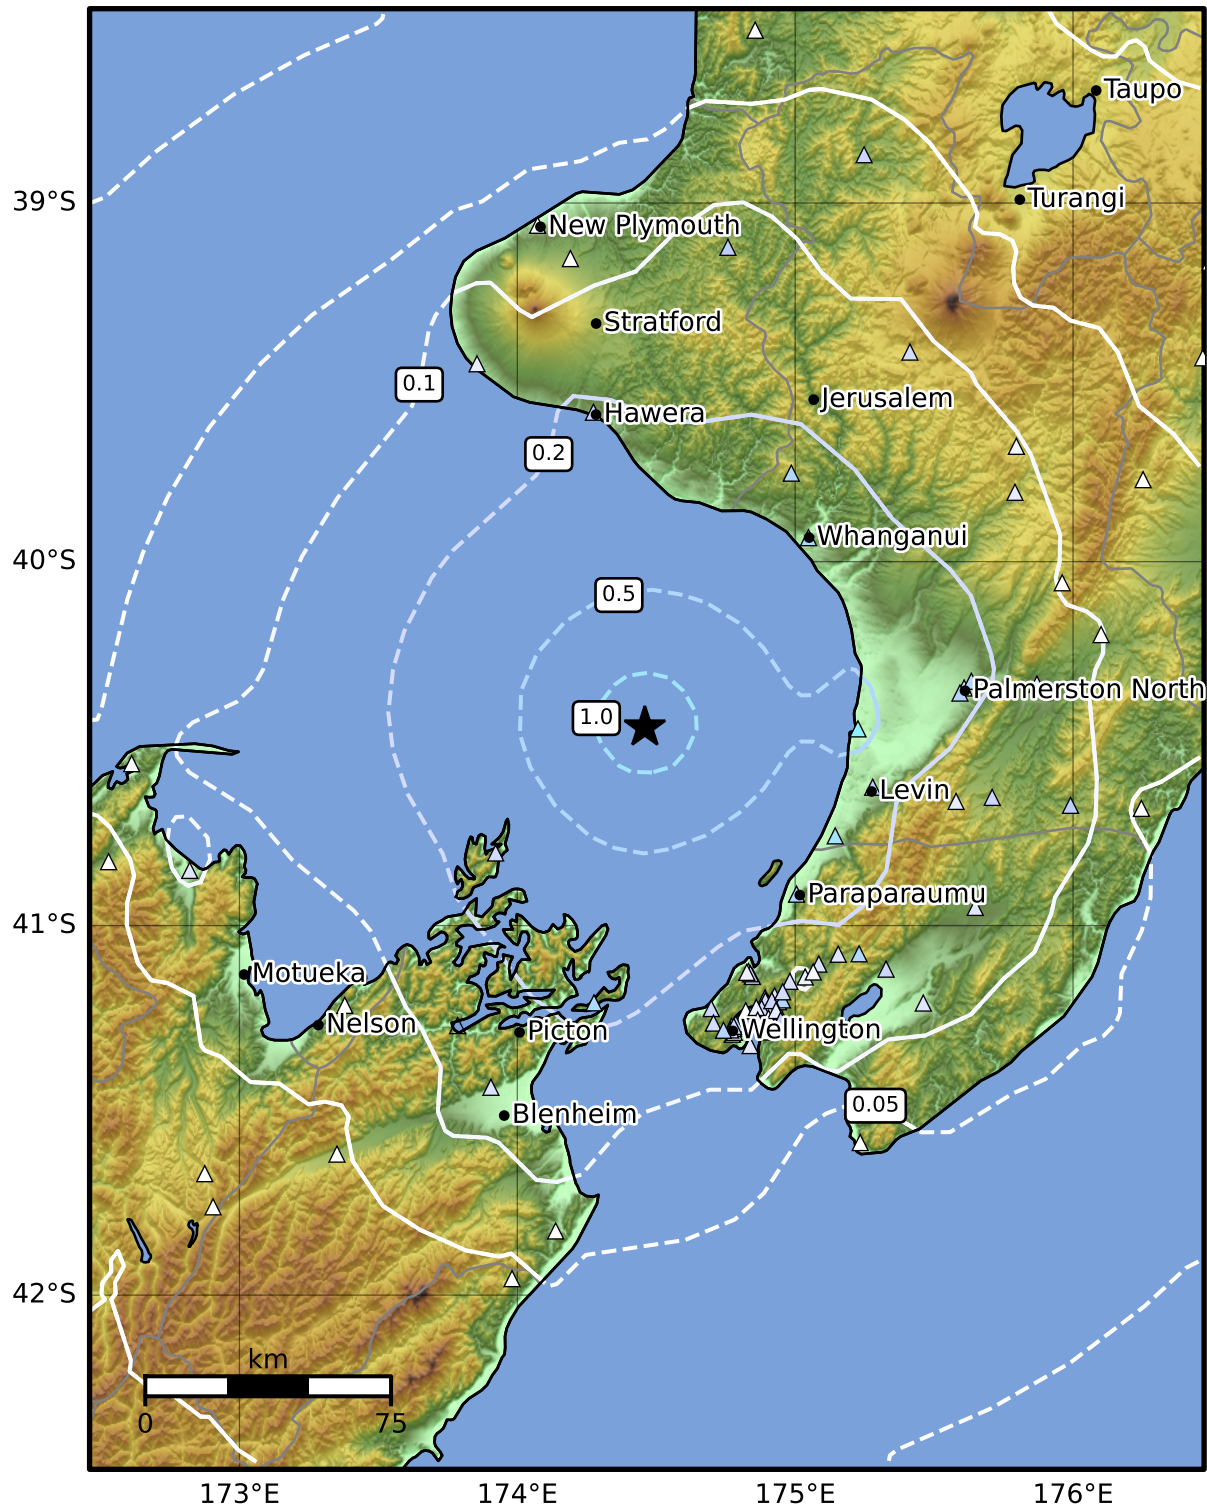 Taupo
39°S
Turangi
New Plymouth
Stratford
0.1
Jerusalem
Hawera
0.2
Whanganui
40°S
0.5
Palmerston North
1.0
Levin
Paraparaumu
41°S
Motueka
Nelson
Picton
Wellington
0.05
Blenheim
42°S
km
0 75
173°E 174°E 175°E 176°E